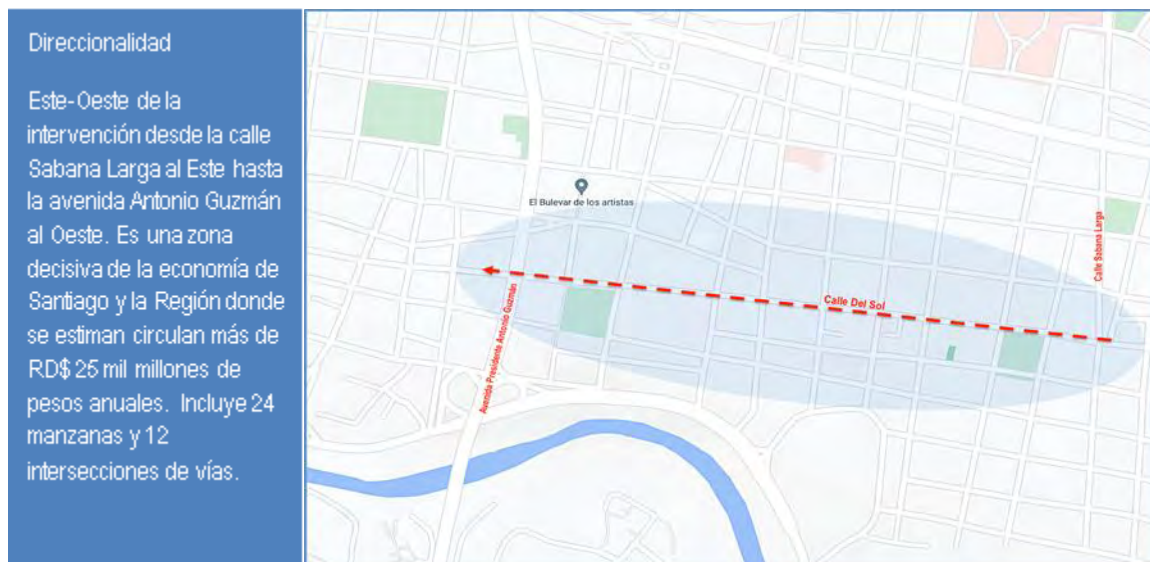 Direccionalidad
Este-Oeste de la
intervención desde la calle
Sabana Larga al Este hasta
la avenida Antonio Guzmán
al Oeste. Es una zona
decisiva de la economía de
Santiago y la Región donde
se estiman circulan más de
RD$ 25 mil millones de
pesos anuales. Incluye 24
manzanas y 12
intersecciones de vías.
El Bulevar de los artistas
Calle Sabana Larga
Calle Del Sol
Avenida Presidente Antonio Guzmán